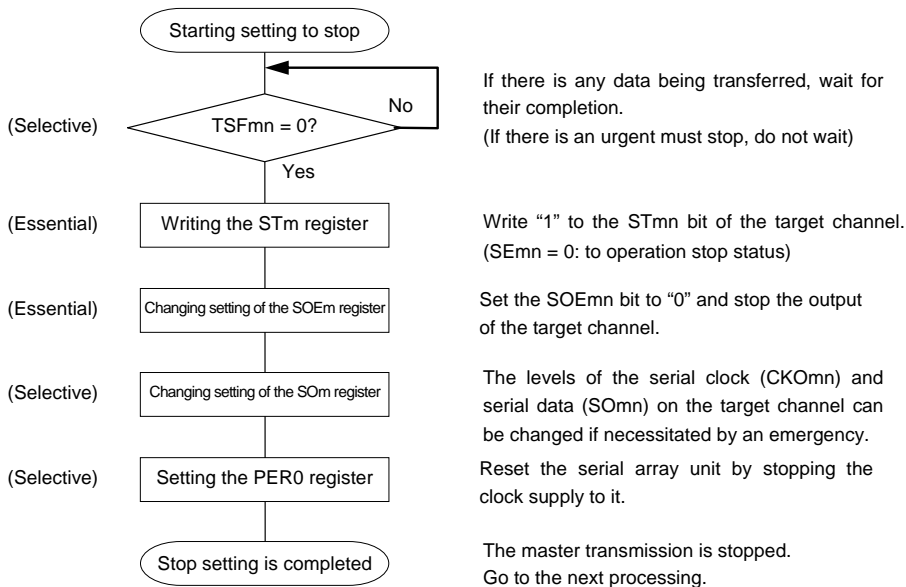 Starting setting to stop
No
If there is any data being transferred, wait for
their completion.
(If there is an urgent must stop, do not wait)
(Selective)
TSFmn = 0?
Yes
(Essential)
Writing the STm register
Write “1” to the STmn bit of the target channel.
(SEmn = 0: to operation stop status)
(Essential)
Changing setting of the SOEm register
Set the SOEmn bit to “0” and stop the output
of the target channel.
(Selective)
Changing setting of the SOm register
The levels of the serial clock (CKOmn) and
serial data (SOmn) on the target channel can
be changed if necessitated by an emergency.
(Selective)
Setting the PER0 register
Reset the serial array unit by stopping the
clock supply to it.
Stop setting is completed
The master transmission is stopped.
Go to the next processing.